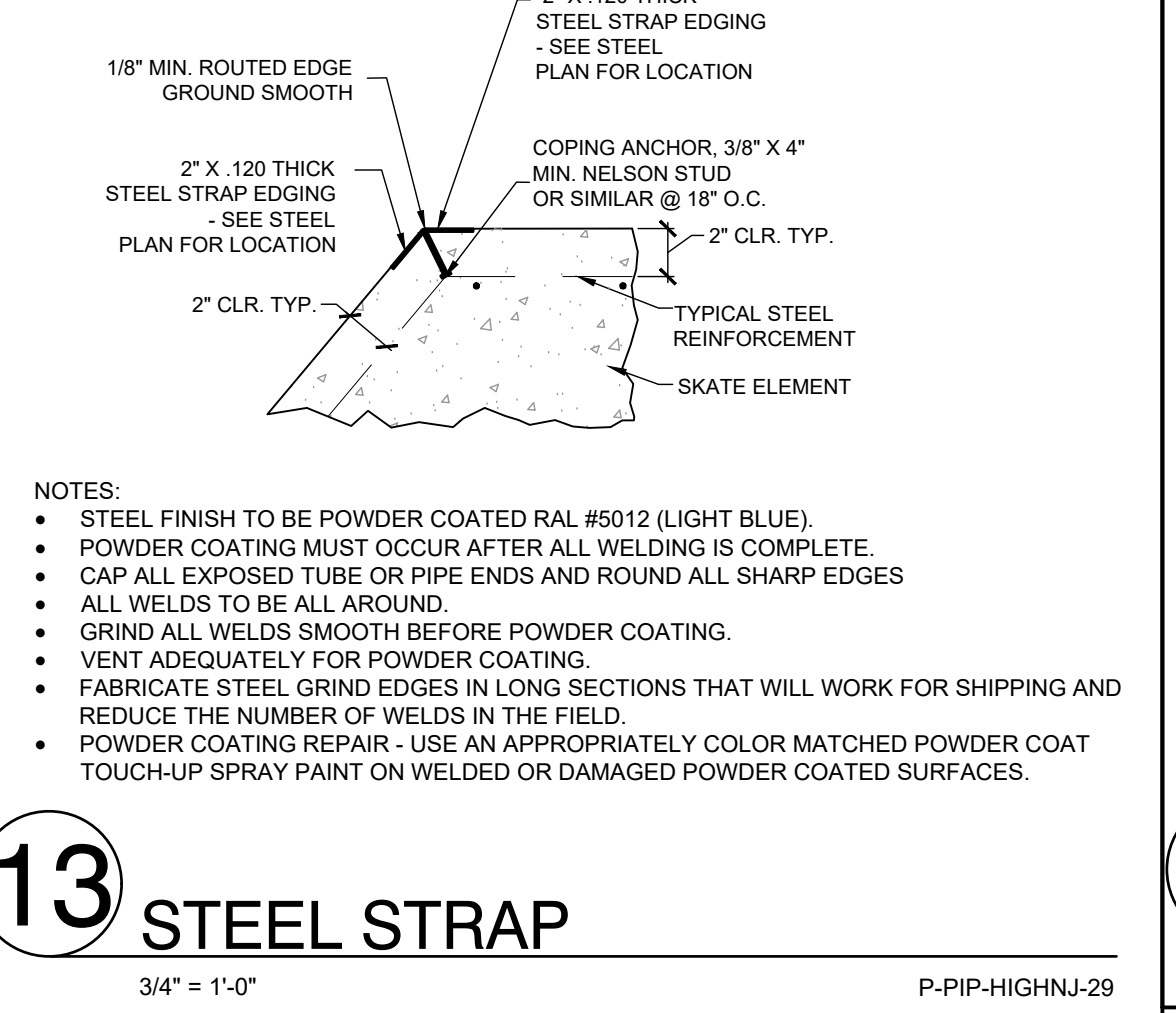 2" X .120 THICK
STEEL STRAP EDGING
- SEE STEEL
PLAN FOR LOCATION
1/8" MIN. ROUTED EDGE
GROUND SMOOTH
COPING ANCHOR, 3/8" X 4"
MIN. NELSON STUD
OR SIMILAR @ 18" O.C.
2" X .120 THICK
STEEL STRAP EDGING
- SEE STEEL
PLAN FOR LOCATION
2" CLR. TYP.
2" CLR. TYP.
TYPICAL STEEL
REINFORCEMENT
SKATE ELEMENT
NOTES:
• STEEL FINISH TO BE POWDER COATED RAL #5012 (LIGHT BLUE).
• POWDER COATING MUST OCCUR AFTER ALL WELDING IS COMPLETE.
• CAP ALL EXPOSED TUBE OR PIPE ENDS AND ROUND ALL SHARP EDGES
• ALL WELDS TO BE ALL AROUND.
• GRIND ALL WELDS SMOOTH BEFORE POWDER COATING.
• VENT ADEQUATELY FOR POWDER COATING.
• FABRICATE STEEL GRIND EDGES IN LONG SECTIONS THAT WILL WORK FOR SHIPPING AND
REDUCE THE NUMBER OF WELDS IN THE FIELD.
• POWDER COATING REPAIR - USE AN APPROPRIATELY COLOR MATCHED POWDER COAT
TOUCH-UP SPRAY PAINT ON WELDED OR DAMAGED POWDER COATED SURFACES.
13
STEEL STRAP
3/4" = 1'-0"
P-PIP-HIGHNJ-29